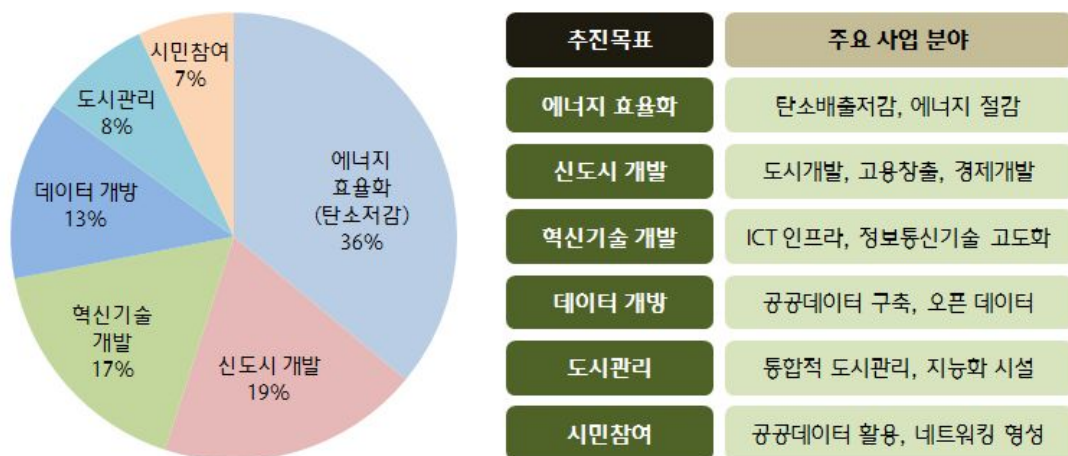 시민참여
7%
도시관리
8%
데이터 개방
13%
혁신기술
개발
17%
신도시 개발
19%
에너지
효율화
(탄소저감)
36%
추진목표 주요 사업 분야
에너지 효율화 탄소배출저감, 에너지 절감
신도시 개발 도시개발, 고용창출, 경제개발
혁신기술 개발 ICT 인프라, 정보통신기술 고도화
데이터 개방 공공데이터 구축, 오픈 데이터
도시관리 통합적 도시관리, 지능화 시설
시민참여 공공데이터 활용, 네트워킹 형성